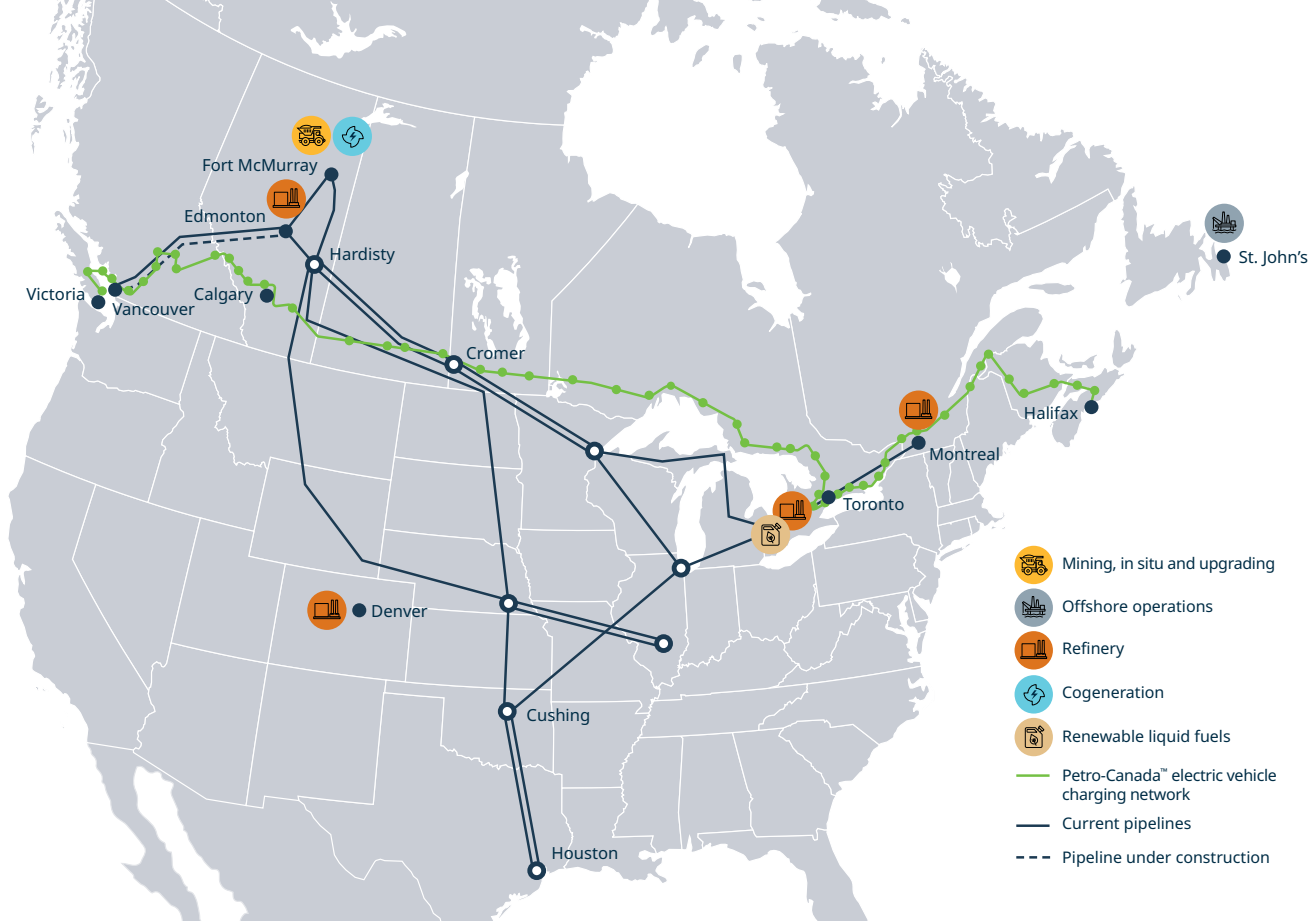 Fort McMurray
Edmonton
Hardisty
St. John’s
Victoria
Calgary
Vancouver
Cromer
Halifax
Montreal
Toronto
Denver
Cushing
Houston
Mining, in situ and upgrading
Offshore operations
Refinery
Cogeneration
Renewable liquid fuels
Petro-Canada™ electric vehicle
charging network
Current pipelines
Pipeline under construction